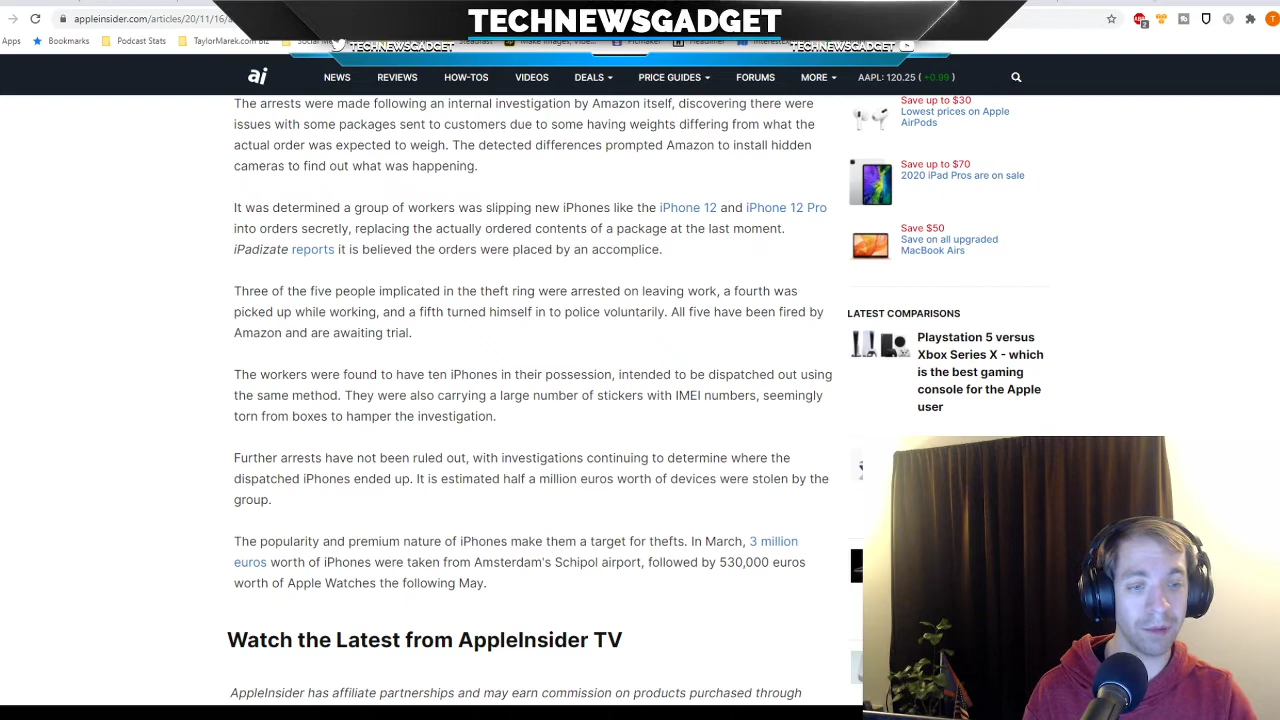 TECHNEWSGADGET
appleinsider.com/articles/20/11/16/a
Apps
Bookmarks
Podcast Stats
TaylorMarek.com Biz
TECHNEWSGADGET
TECHNEWSGADGET
ai
NEWS
REVIEWS
HOW-TOS
VIDEOS
DEALS
PRICE GUIDES
FORUMS
MORE
AAPL: 120.25 ( +0.99 )
The arrests were made following an internal investigation by Amazon itself, discovering there were
issues with some packages sent to customers due to some having weights differing from what the
actual order was expected to weigh. The detected differences prompted Amazon to install hidden
cameras to find out what was happening.
It was determined a group of workers was slipping new iPhones like the iPhone 12 and iPhone 12 Pro
into orders secretly, replacing the actually ordered contents of a package at the last moment.
iPadizate reports it is believed the orders were placed by an accomplice.
Three of the five people implicated in the theft ring were arrested on leaving work, a fourth was
picked up while working, and a fifth turned himself in to police voluntarily. All five have been fired by
Amazon and are awaiting trial.
The workers were found to have ten iPhones in their possession, intended to be dispatched out using
the same method. They were also carrying a large number of stickers with IMEI numbers, seemingly
torn from boxes to hamper the investigation.
Further arrests have not been ruled out, with investigations continuing to determine where the
dispatched iPhones ended up. It is estimated half a million euros worth of devices were stolen by the
group.
The popularity and premium nature of iPhones make them a target for thefts. In March, 3 million
euros worth of iPhones were taken from Amsterdam's Schipol airport, followed by 530,000 euros
worth of Apple Watches the following May.
Watch the Latest from AppleInsider TV
AppleInsider has affiliate partnerships and may earn commission on products purchased through
Save up to $30
Lowest prices on Apple
AirPods
Save up to $70
2020 iPad Pros are on sale
Save $50
Save on all upgraded
MacBook Airs
LATEST COMPARISONS
Playstation 5 versus
Xbox Series X - which
is the best gaming
console for the Apple
user